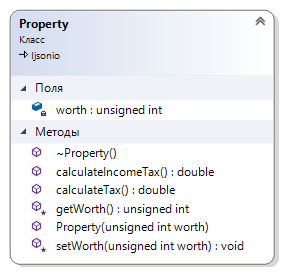 Property
Класс
Ijsonio
Поля
worth : unsigned int
Методы
~Property()
calculateIncomeTax() : double
calculateTax() : double
getWorth() : unsigned int
Property(unsigned int worth)
setWorth(unsigned int worth) : void